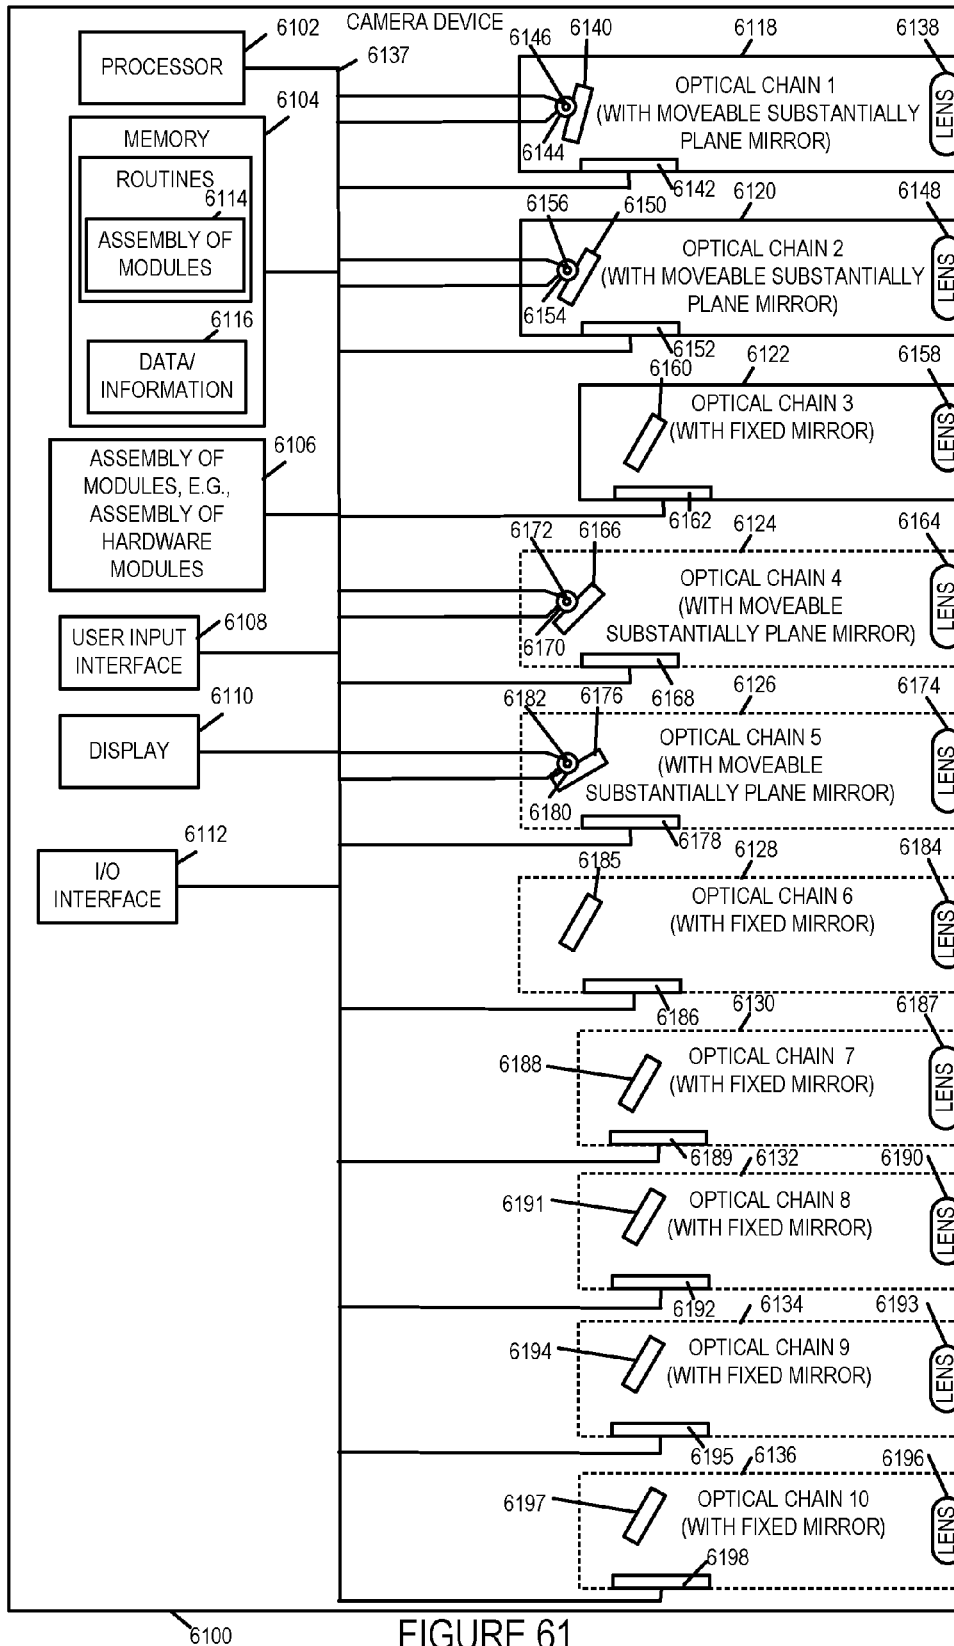 CAMERA DEVICE
6102
6137
PROCESSOR
6104
MEMORY
ROUTINES
6114
ASSEMBLY OF
MODULES
6116
DATA/
INFORMATION
6106
ASSEMBLY OF
MODULES, E.G.,
ASSEMBLY OF
HARDWARE
MODULES
6108
USER INPUT
INTERFACE
6110
DISPLAY
6112
I/O
INTERFACE
6146
6140
6118
6138
OPTICAL CHAIN 1
(WITH MOVEABLE SUBSTANTIALLY
PLANE MIRROR)
LENS
6144
6142
6156
6150
6120
6148
OPTICAL CHAIN 2
(WITH MOVEABLE SUBSTANTIALLY
PLANE MIRROR)
LENS
6154
6152
6160
6122
6158
OPTICAL CHAIN 3
(WITH FIXED MIRROR)
LENS
6162
6172
6166
6124
6164
OPTICAL CHAIN 4
(WITH MOVEABLE
SUBSTANTIALLY PLANE MIRROR)
LENS
6170
6168
6182
6176
6126
6174
OPTICAL CHAIN 5
(WITH MOVEABLE
SUBSTANTIALLY PLANE MIRROR)
LENS
6180
6178
6185
6128
6184
OPTICAL CHAIN 6
(WITH FIXED MIRROR)
LENS
6186
6130
6187
6188
OPTICAL CHAIN 7
(WITH FIXED MIRROR)
LENS
6189
6132
6190
6191
OPTICAL CHAIN 8
(WITH FIXED MIRROR)
LENS
6192
6134
6193
6194
OPTICAL CHAIN 9
(WITH FIXED MIRROR)
LENS
6195
6136
6196
6197
OPTICAL CHAIN 10
(WITH FIXED MIRROR)
LENS
6198
6100
FIGURE 61